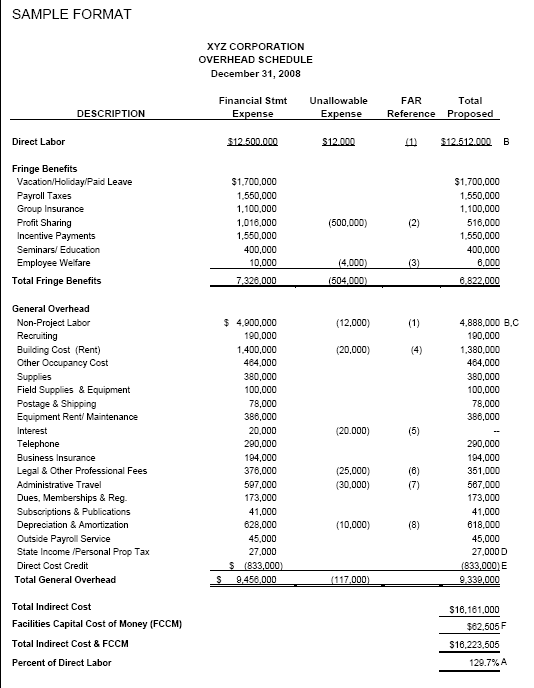 SAMPLE FORMAT
XYZ CORPORATION
OVERHEAD SCHEDULE
December 31, 2008
Financial Stmt Unallowable FAR Total
DESCRIPTION Expense Expense Reference Proposed
Direct Labor $12,500,000 $12,000 (1) $12,512,000 B
Fringe Benefits
Vacation/Holiday/Paid Leave $1,700,000 $1,700,000
Payroll Taxes 1,550,000 1,550,000
Group Insurance 1,100,000 1,100,000
Profit Sharing 1,016,000 (500,000) (2) 516,000
Incentive Payments 1,550,000 1,550,000
Seminars/ Education 400,000 400,000
Employee Welfare 10,000 (4,000) (3) 6,000
Total Fringe Benefits 7,326,000 (504,000) 6,822,000
General Overhead
Non-Project Labor $ 4,900,000 (12,000) (1) 4,888,000 B,C
Recruiting 190,000 190,000
Building Cost (Rent) 1,400,000 (20,000) (4) 1,380,000
Other Occupancy Cost 464,000 464,000
Supplies 380,000 380,000
Field Supplies & Equipment 100,000 100,000
Postage & Shipping 78,000 78,000
Equipment Rent/ Maintenance 386,000 386,000
Interest 20,000 (20.000) (5) --
Telephone 290,000 290,000
Business Insurance 194,000 194,000
Legal & Other Professional Fees 376,000 (25,000) (6) 351,000
Administrative Travel 597,000 (30,000) (7) 567,000
Dues, Memberships & Reg. 173,000 173,000
Subscriptions & Publications 41,000 41,000
Depreciation & Amortization 628,000 (10,000) (8) 618,000
Outside Payroll Service 45,000 45,000
State Income /Personal Prop Tax 27,000 27,000 D
Direct Cost Credit $ (833,000) (833,000) E
Total General Overhead $ 9,456,000 (117,000) 9,339,000
Total Indirect Cost $16,161,000
Facilities Capital Cost of Money (FCCM) $62,505 F
Total Indirect Cost & FCCM $16,223,505
Percent of Direct Labor 129.7% A